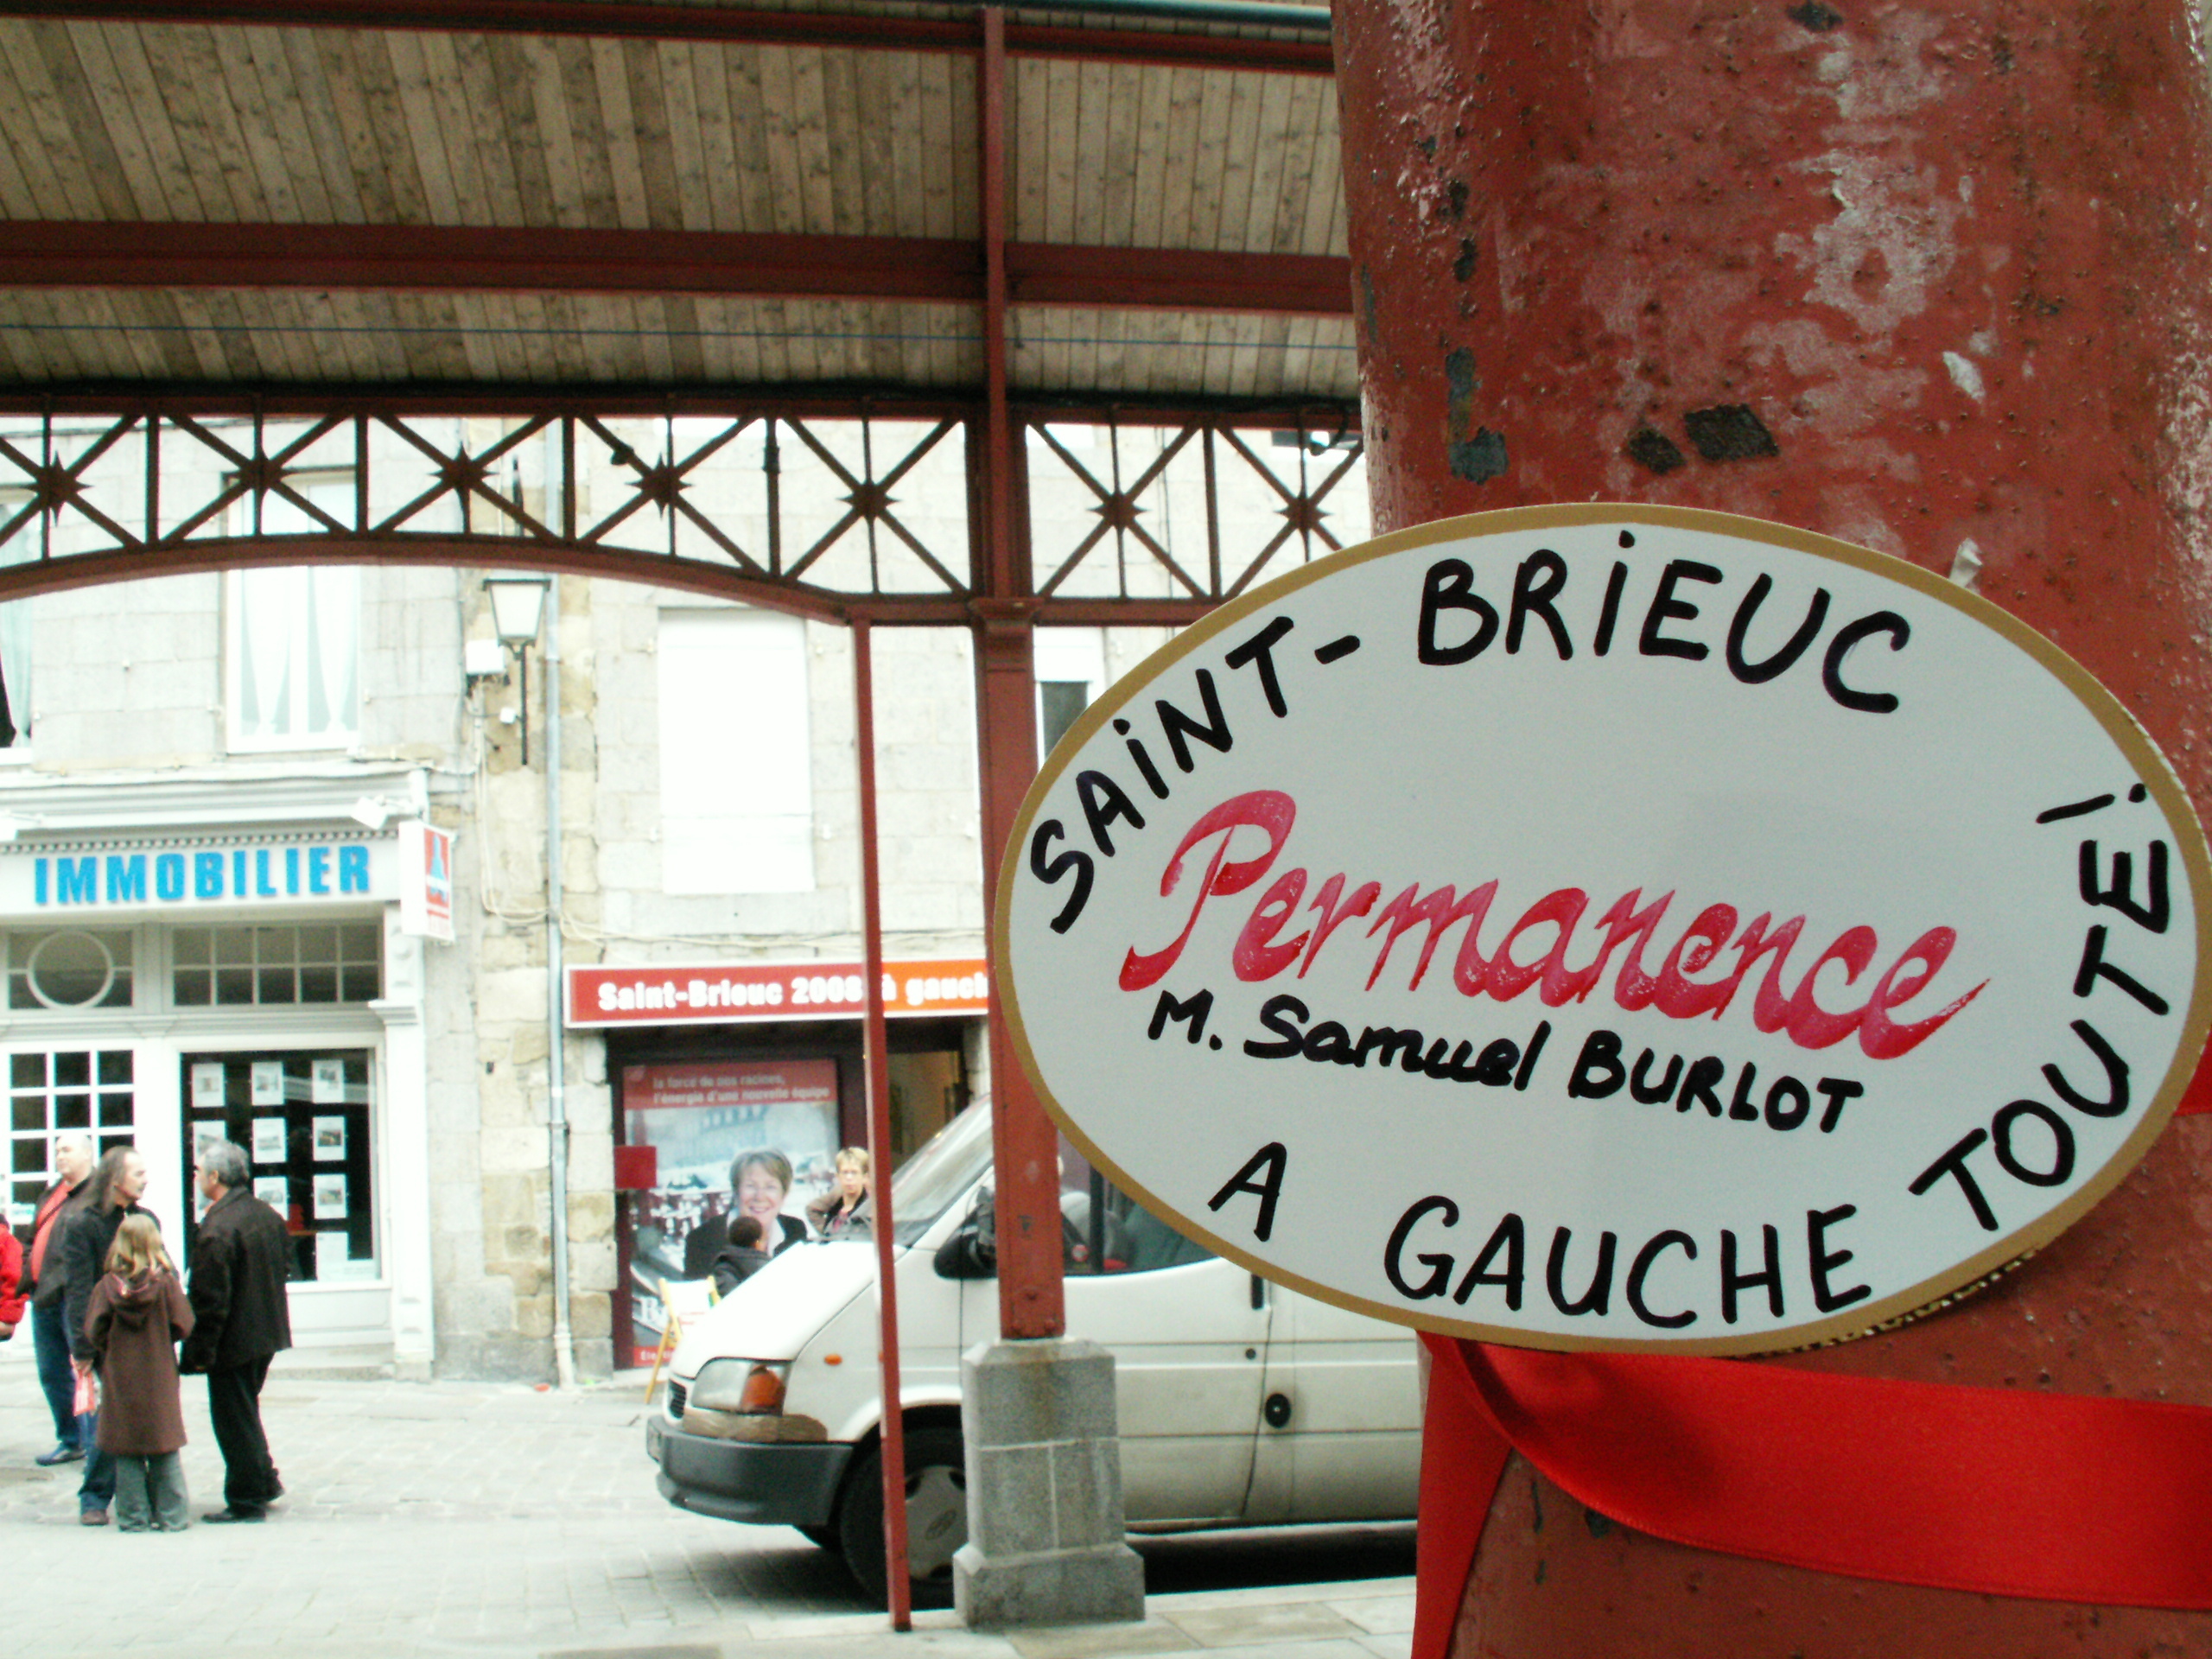 SAiNT-BRiEUC
Permanence
M. Samuel BURLOT
A GAUCHE TOUTE!
IMMOBILIER
Saint-Brieuc 2008 à gauch
la force de nos racines,
l'énergie d'une nouvelle équipe